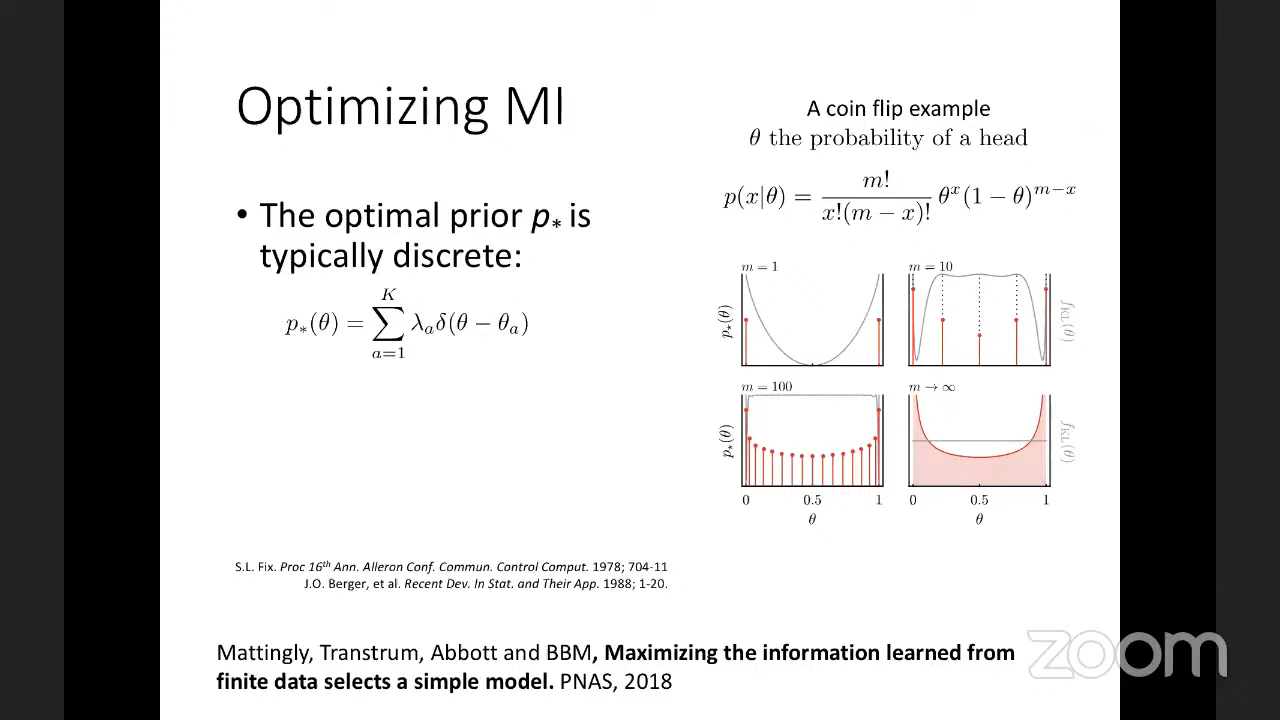 Optimizing MI
• The optimal prior p* is
typically discrete:
p*(θ) = ∑_{a=1}^{K} λ_a δ(θ − θ_a)
A coin flip example
θ the probability of a head
p(x|θ) = m!/(x!(m − x)!) θ^x (1 − θ)^{m−x}
m = 1
m = 10
p*(θ)
f_KL(θ)
m = 100
m → ∞
p*(θ)
f_KL(θ)
0 0.5 1 0 0.5 1
θ θ
S.L. Fix. Proc 16th Ann. Alleron Conf. Commun. Control Comput. 1978; 704-11
J.O. Berger, et al. Recent Dev. In Stat. and Their App. 1988; 1-20.
Mattingly, Transtrum, Abbott and BBM, Maximizing the information learned from
finite data selects a simple model. PNAS, 2018
zoom